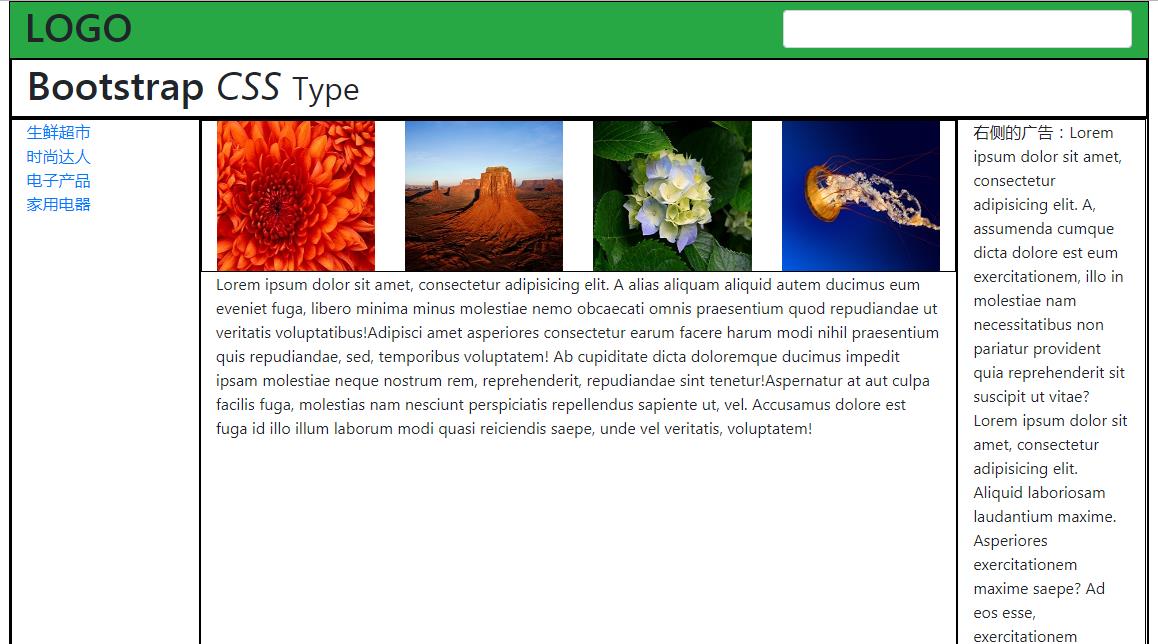 LOGO
Bootstrap CSS Type
生鲜超市
时尚达人
电子产品
家用电器
Lorem ipsum dolor sit amet, consectetur adipisicing elit. A alias aliquam aliquid autem ducimus eum
eveniet fuga, libero minima minus molestiae nemo obcaecati omnis praesentium quod repudiandae ut
veritatis voluptatibus!Adipisci amet asperiores consectetur earum facere harum modi nihil praesentium
quis repudiandae, sed, temporibus voluptatem! Ab cupiditate dicta doloremque ducimus impedit
ipsam molestiae neque nostrum rem, reprehenderit, repudiandae sint tenetur!Aspernatur at aut culpa
facilis fuga, molestias nam nesciunt perspiciatis repellendus sapiente ut, vel. Accusamus dolore est
fuga id illo illum laborum modi quasi reiciendis saepe, unde vel veritatis, voluptatem!
右侧的广告：Lorem
ipsum dolor sit amet,
consectetur
adipisicing elit. A,
assumenda cumque
dicta dolore est eum
exercitationem, illo in
molestiae nam
necessitatibus non
pariatur provident
quia reprehenderit sit
suscipit ut vitae?
Lorem ipsum dolor sit
amet, consectetur
adipisicing elit.
Aliquid laboriosam
laudantium maxime.
Asperiores
exercitationem
maxime saepe? Ad
eos esse,
exercitationem